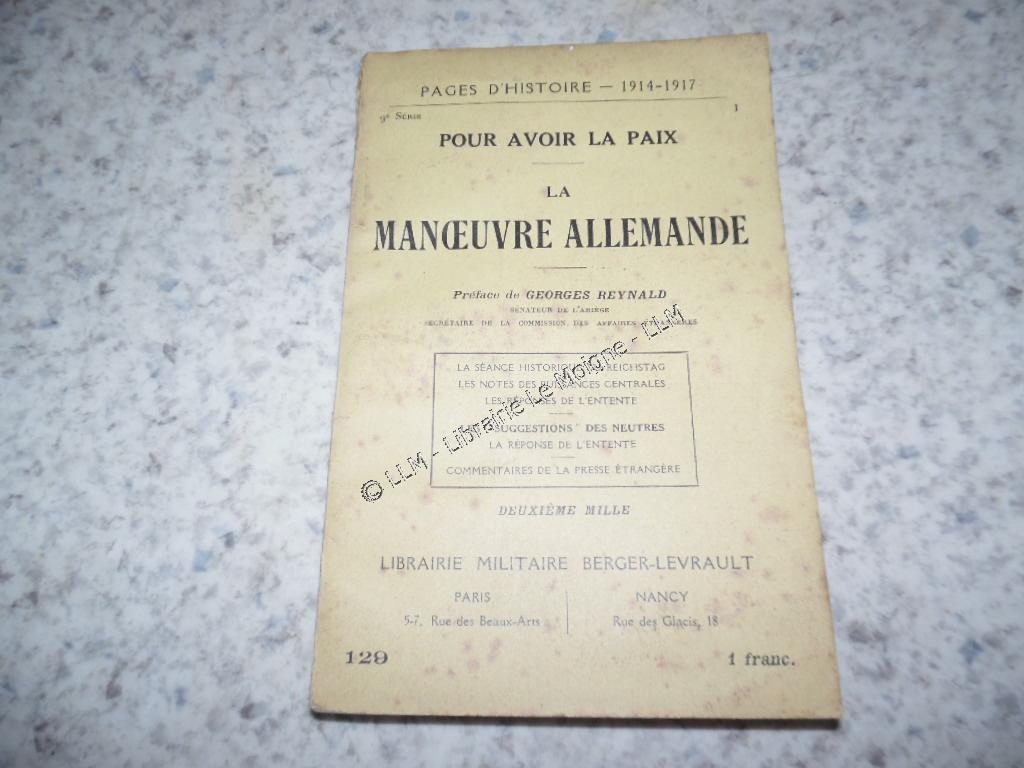 PAGES D'HISTOIRE — 1914-1917
9e SÉRIE 1
POUR AVOIR LA PAIX
LA
MANŒUVRE ALLEMANDE
Préface de GEORGES REYNALD
SÉNATEUR DE L'ARIÈGE
SECRÉTAIRE DE LA COMMISSION DES AFFAIRES ÉTRANGÈRES
LA SÉANCE HISTORIQUE REICHSTAG
LES NOTES DES PUISSANCES CENTRALES
LES RÉPONSES DE L'ENTENTE
"SUGGESTIONS" DES NEUTRES
LA RÉPONSE DE L'ENTENTE
COMMENTAIRES DE LA PRESSE ÉTRANGÈRE
© LLM - Librairie Le Moigne - LLM
DEUXIÈME MILLE
LIBRAIRIE MILITAIRE BERGER-LEVRAULT
PARIS NANCY
5-7, Rue des Beaux-Arts Rue des Glacis, 18
129 1 franc.